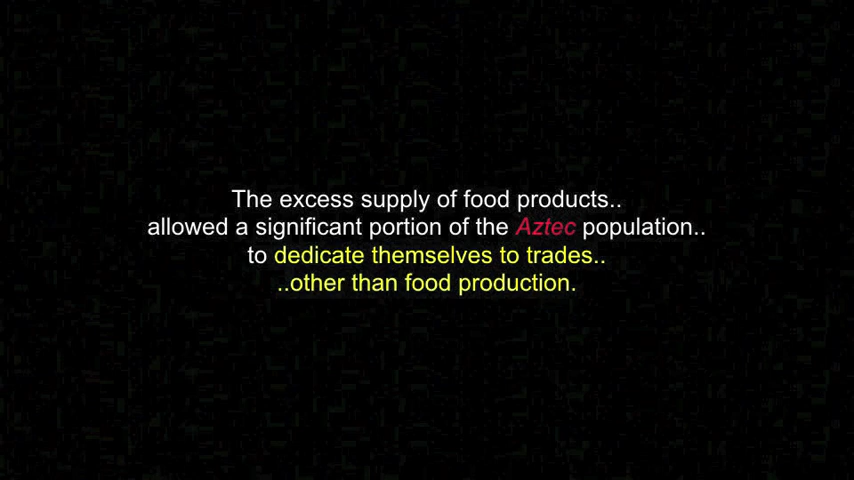 The excess supply of food products..
allowed a significant portion of the Aztec population..
to dedicate themselves to trades..
..other than food production.